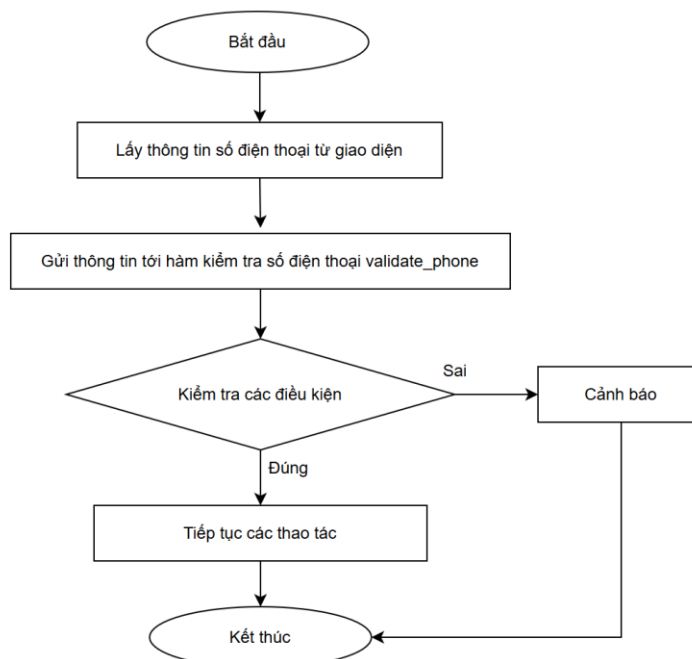 Bắt đầu
Lấy thông tin số điện thoại từ giao diện
Gửi thông tin tới hàm kiểm tra số điện thoại validate_phone
Sai
Kiểm tra các điều kiện
Cảnh báo
Đúng
Tiếp tục các thao tác
Kết thúc